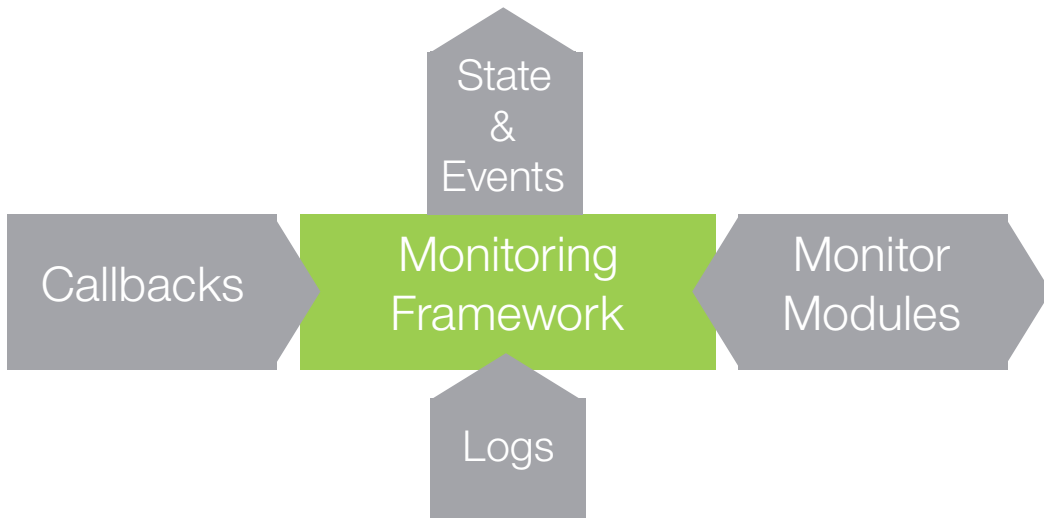 State
&
Events
Callbacks
Monitoring
Framework
Monitor
Modules
Logs